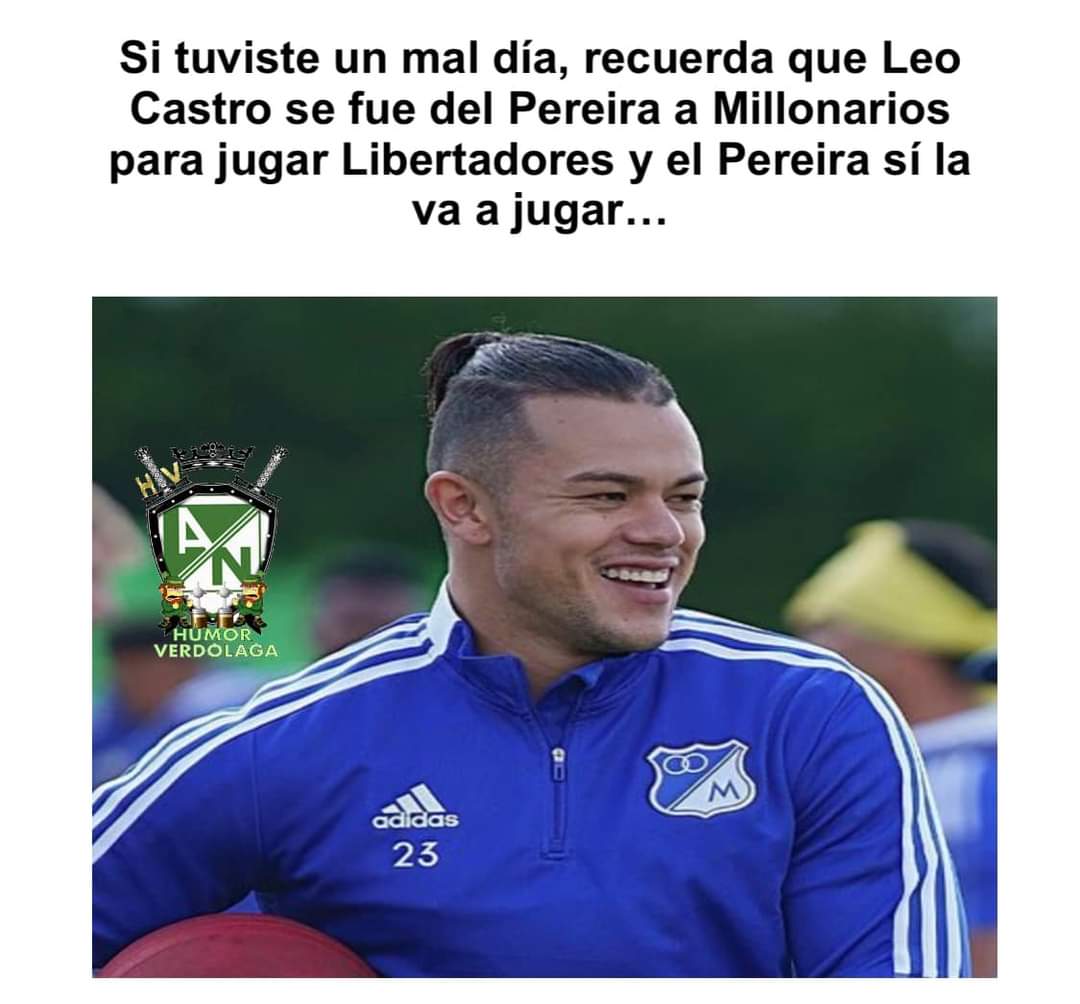 Si tuviste un mal día, recuerda que Leo
Castro se fue del Pereira a Millonarios
para jugar Libertadores y el Pereira sí la
va a jugar...
HV
AN
HUMOR
VERDOLAGA
adidas
23
M